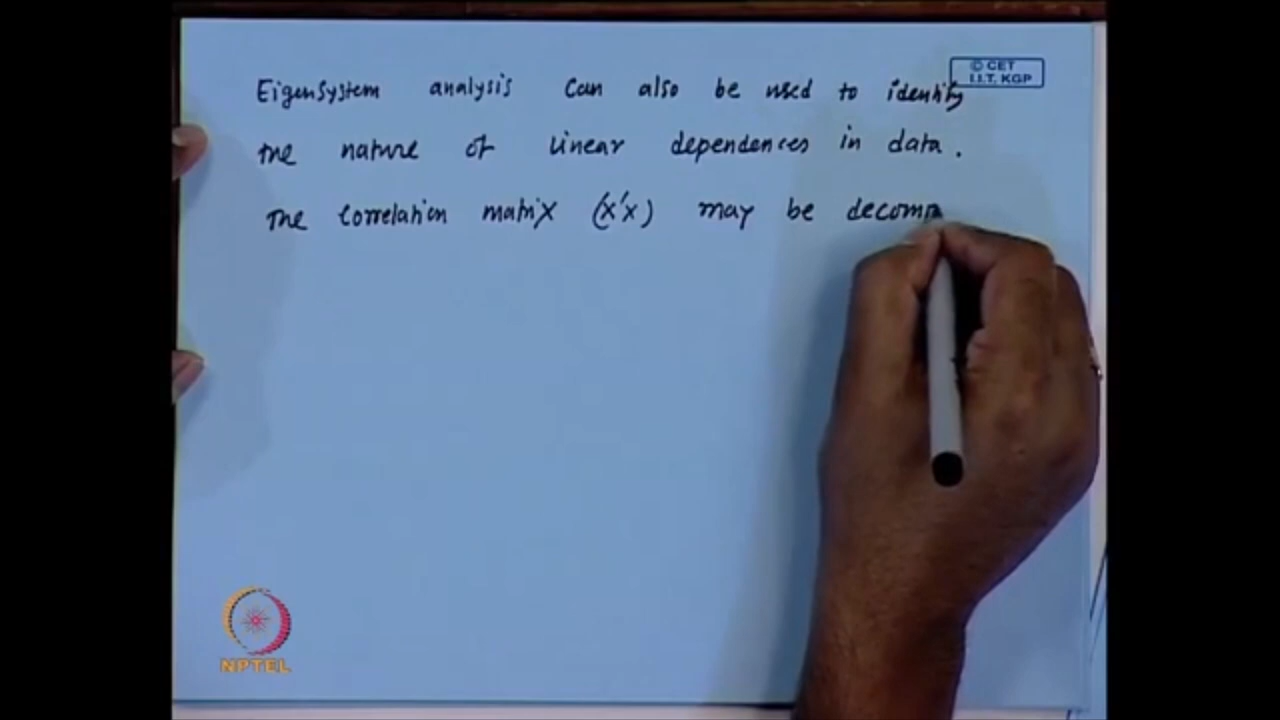 © CET
I.I.T. KGP
Eigensystem analysis can also be used to identify
the nature of linear dependences in data.
The correlation matrix (X'X) may be decomp
NPTEL